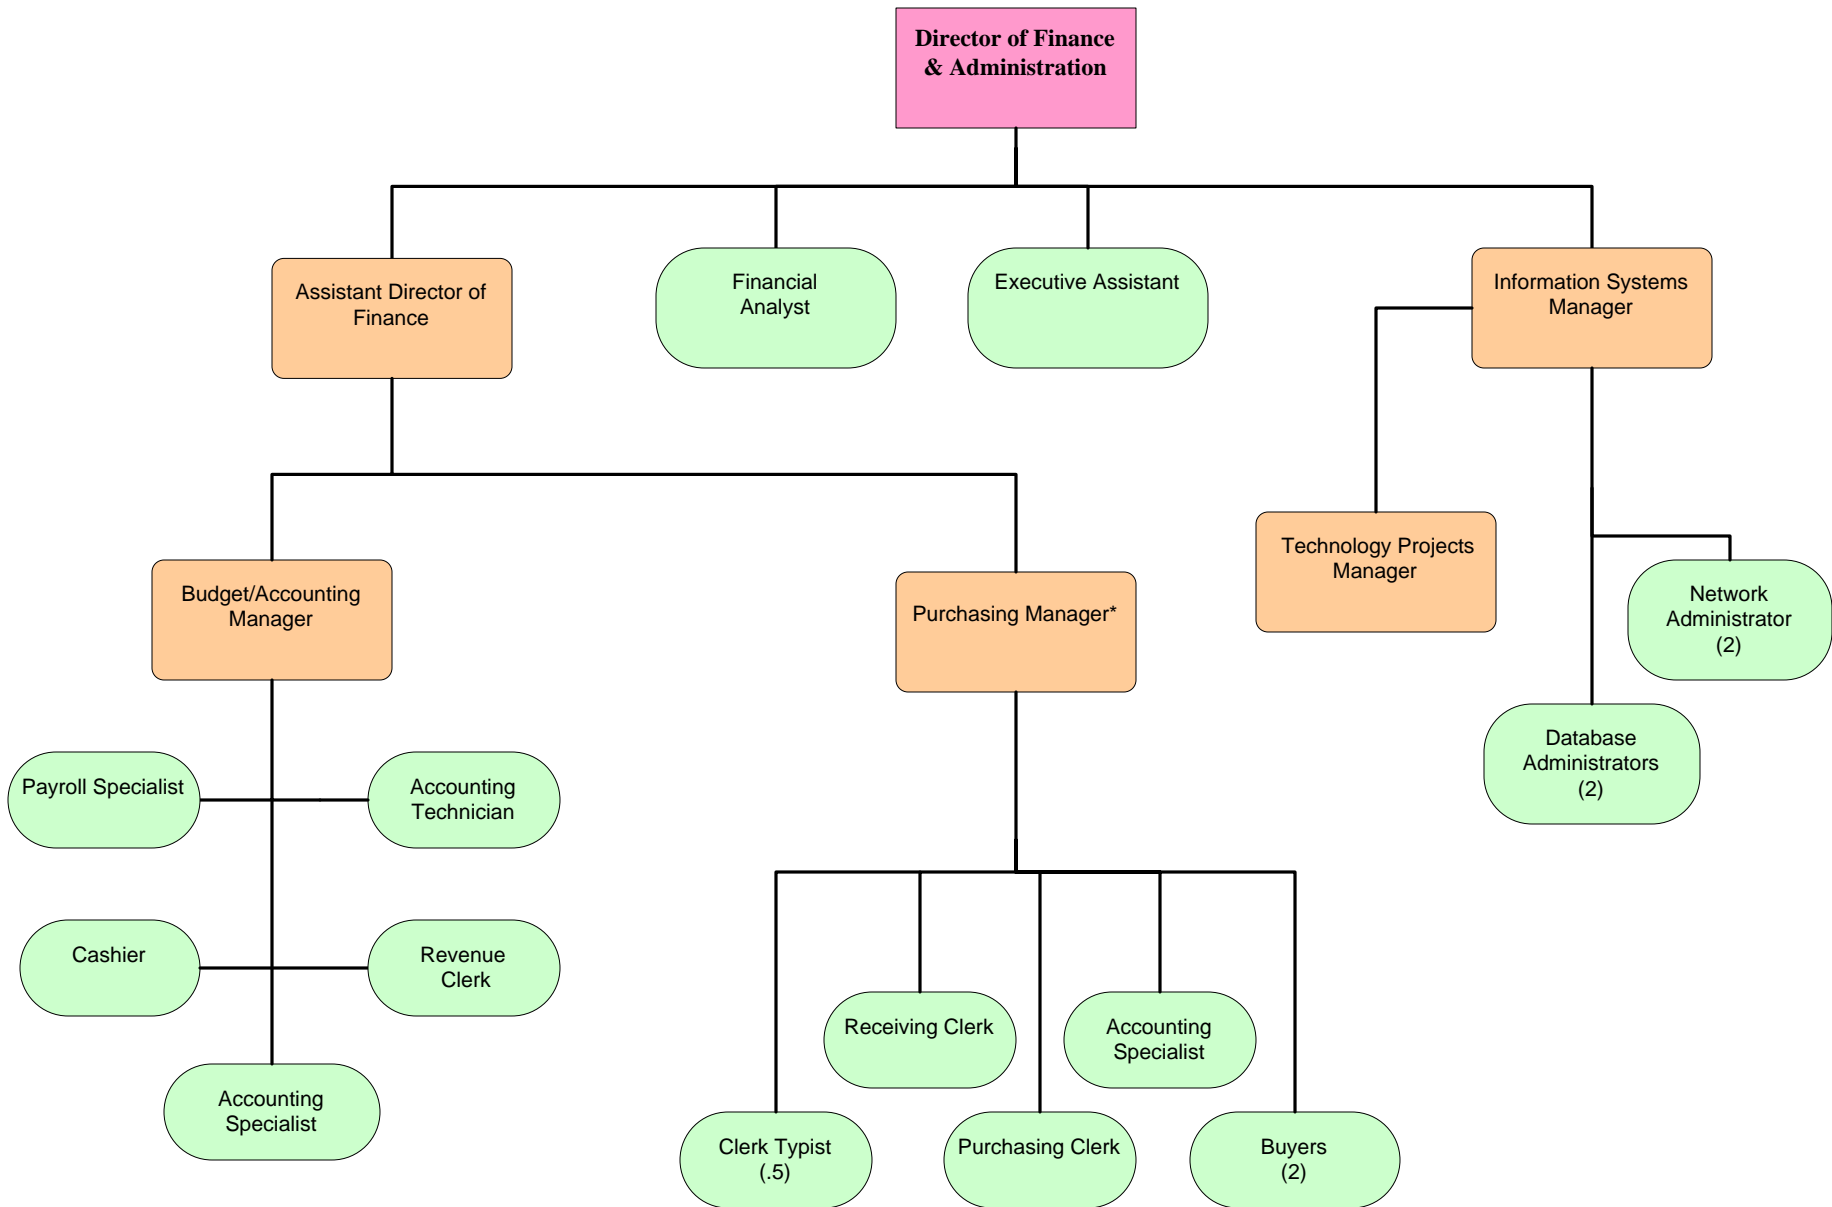 Director of Finance
& Administration
Assistant Director of
Finance
Financial
Analyst
Executive Assistant
Information Systems
Manager
Technology Projects
Manager
Budget/Accounting
Manager
Purchasing Manager*
Network
Administrator
(2)
Database
Administrators
(2)
Payroll Specialist
Accounting
Technician
Cashier
Revenue
Clerk
Accounting
Specialist
Receiving Clerk
Accounting
Specialist
Clerk Typist
(.5)
Purchasing Clerk
Buyers
(2)